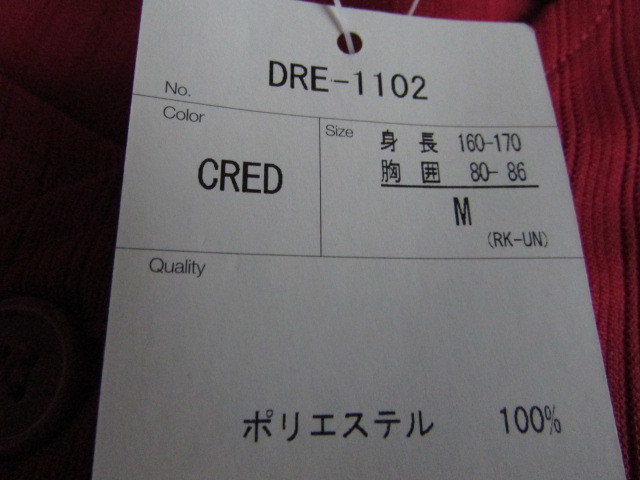 No. DRE-1102
Color
CRED
Size 身長 160-170
胸囲 80-86
M
(RK-UN)
Quality
ポリエステル 100%